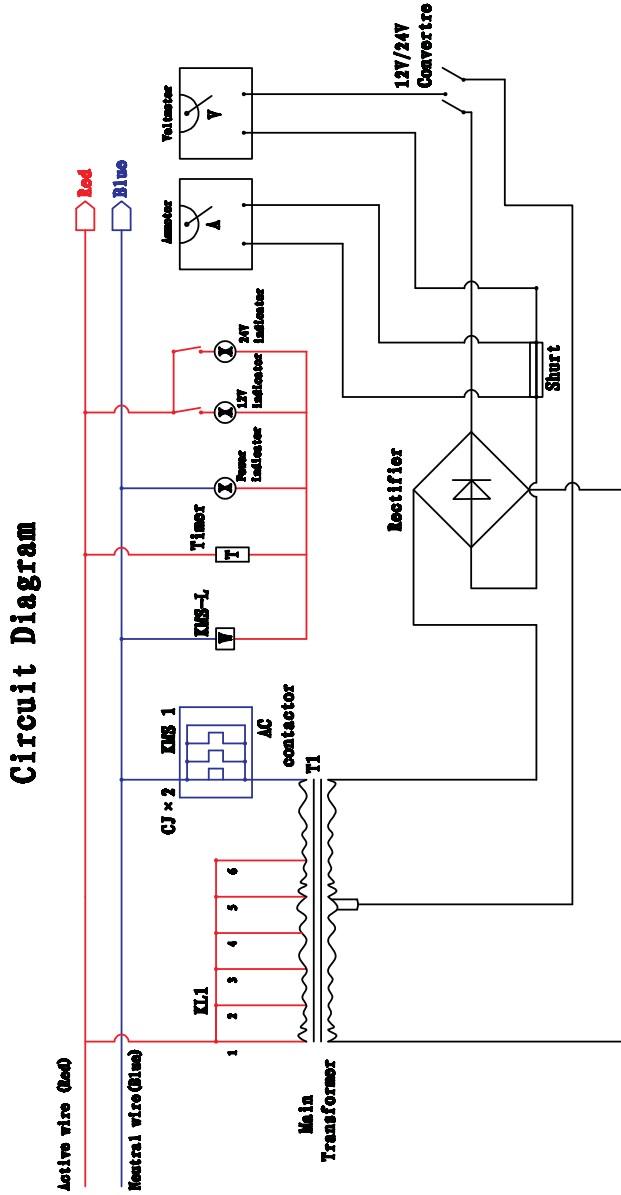 Circuit Diagram
Active wire (Red)
Red
Neutral wire(Blue)
Blue
CJ × 2
KMS 1
AC
contactor
KMS-L
W
Timer
T
Power
indicator
12V
indicator
24V
indicator
Ammeter
A
Voltmeter
V
KL1
1
2
3
4
5
6
T1
Main
Transformer
Rectifier
Shurt
12V/24V
Convertre